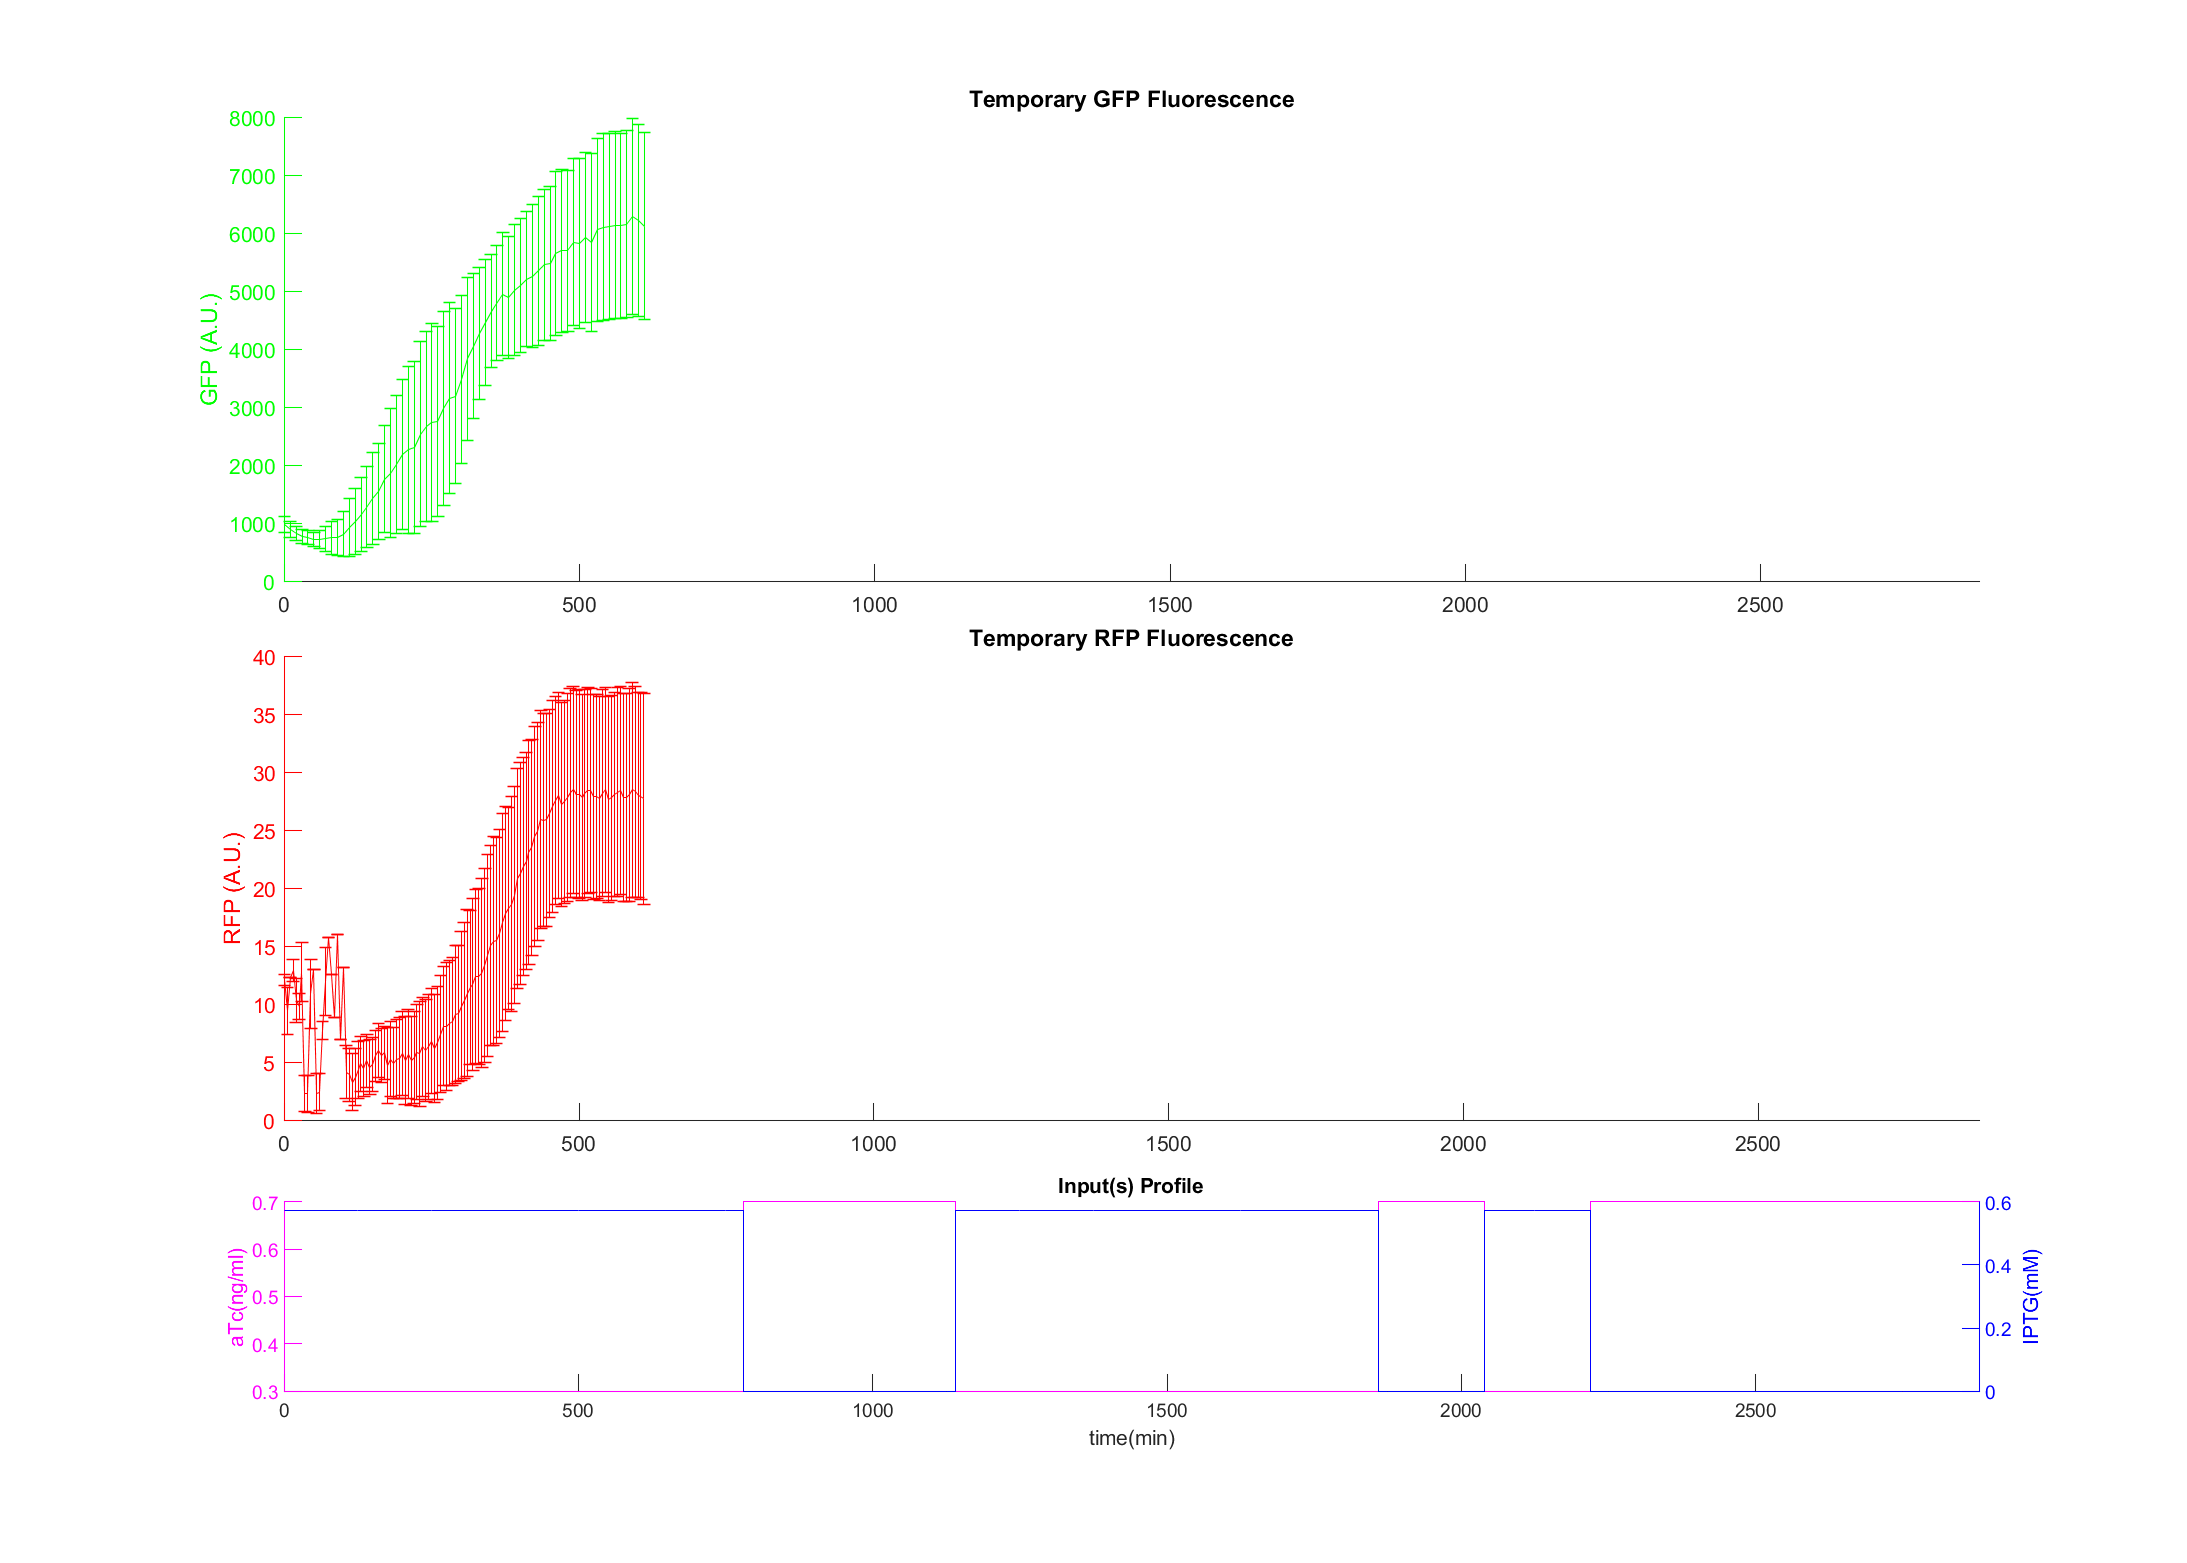 Temporary GFP Fluorescence
8000
7000
6000
5000
4000
3000
2000
1000
0
GFP (A.U.)
0 500 1000 1500 2000 2500
Temporary RFP Fluorescence
40
35
30
25
20
15
10
5
0
RFP (A.U.)
0 500 1000 1500 2000 2500
Input(s) Profile
0.7
0.6
0.5
0.4
0.3
aTc(ng/ml)
0.6
0.4
0.2
0
IPTG(mM)
0 500 1000 1500 2000 2500
time(min)